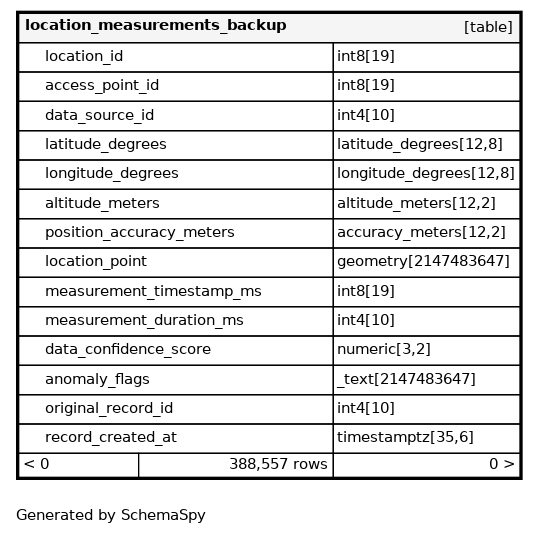 location_measurements_backup [table]
location_id int8[19]
access_point_id int8[19]
data_source_id int4[10]
latitude_degrees latitude_degrees[12,8]
longitude_degrees longitude_degrees[12,8]
altitude_meters altitude_meters[12,2]
position_accuracy_meters accuracy_meters[12,2]
location_point geometry[2147483647]
measurement_timestamp_ms int8[19]
measurement_duration_ms int4[10]
data_confidence_score numeric[3,2]
anomaly_flags _text[2147483647]
original_record_id int4[10]
record_created_at timestamptz[35,6]
< 0 388,557 rows 0 >
Generated by SchemaSpy